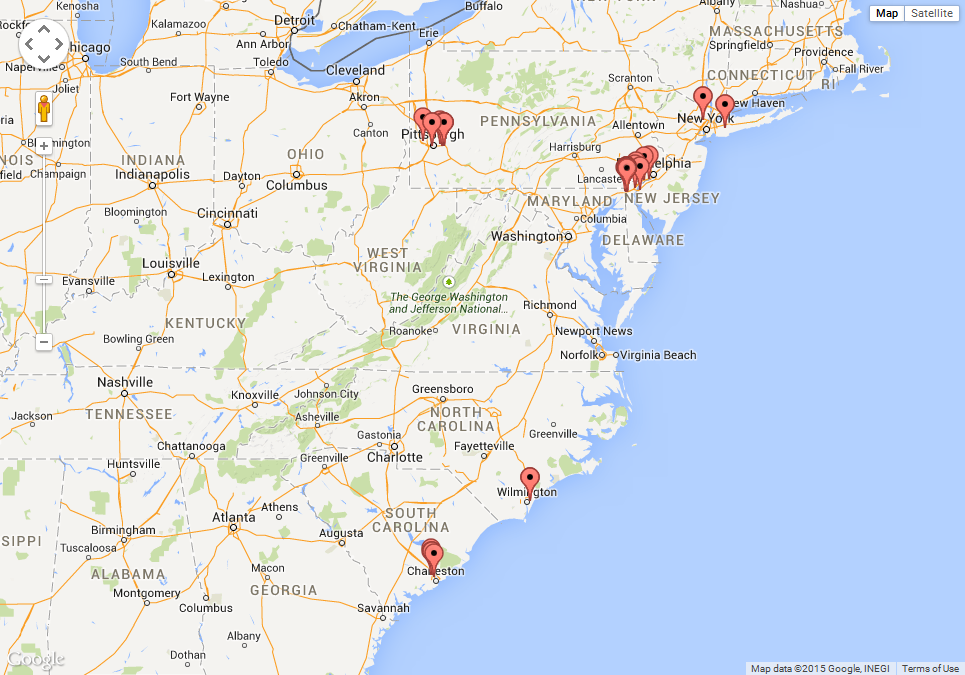 Kenosha
Rockford
Kalamazoo
Detroit
Chatham-Kent
Buffalo
Albany
Nashua
Map
Satellite
MASSACHUSETTS
Springfield
Chicago
Ann Arbor
Erie
Providence
Naperville
South Bend
Toledo
Cleveland
Scranton
CONNECTICUT
Fall River
RI
Joliet
Fort Wayne
Akron
New Haven
Canton
Pittsburgh
PENNSYLVANIA
Allentown
New York
Bloomington
Harrisburg
INDIANA
OHIO
Philadelphia
Champaign
Indianapolis
Dayton
Columbus
Lancaster
MARYLAND
NEW JERSEY
Bloomington
Cincinnati
Columbia
Washington
DELAWARE
WEST
VIRGINIA
Louisville
Lexington
Evansville
The George Washington
and Jefferson National...
Richmond
KENTUCKY
Roanoke
VIRGINIA
Newport News
Bowling Green
Norfolk
Virginia Beach
Nashville
Knoxville
Johnson City
Greensboro
Jackson
TENNESSEE
Asheville
NORTH
CAROLINA
Greenville
Chattanooga
Gastonia
Fayetteville
Huntsville
Greenville
Charlotte
Wilmington
Athens
SOUTH
CAROLINA
Atlanta
Birmingham
Augusta
SIPPI
Tuscaloosa
Charleston
ALABAMA
Macon
Montgomery
GEORGIA
Columbus
Savannah
Albany
Dothan
Google
Map data ©2015 Google, INEGI
Terms of Use